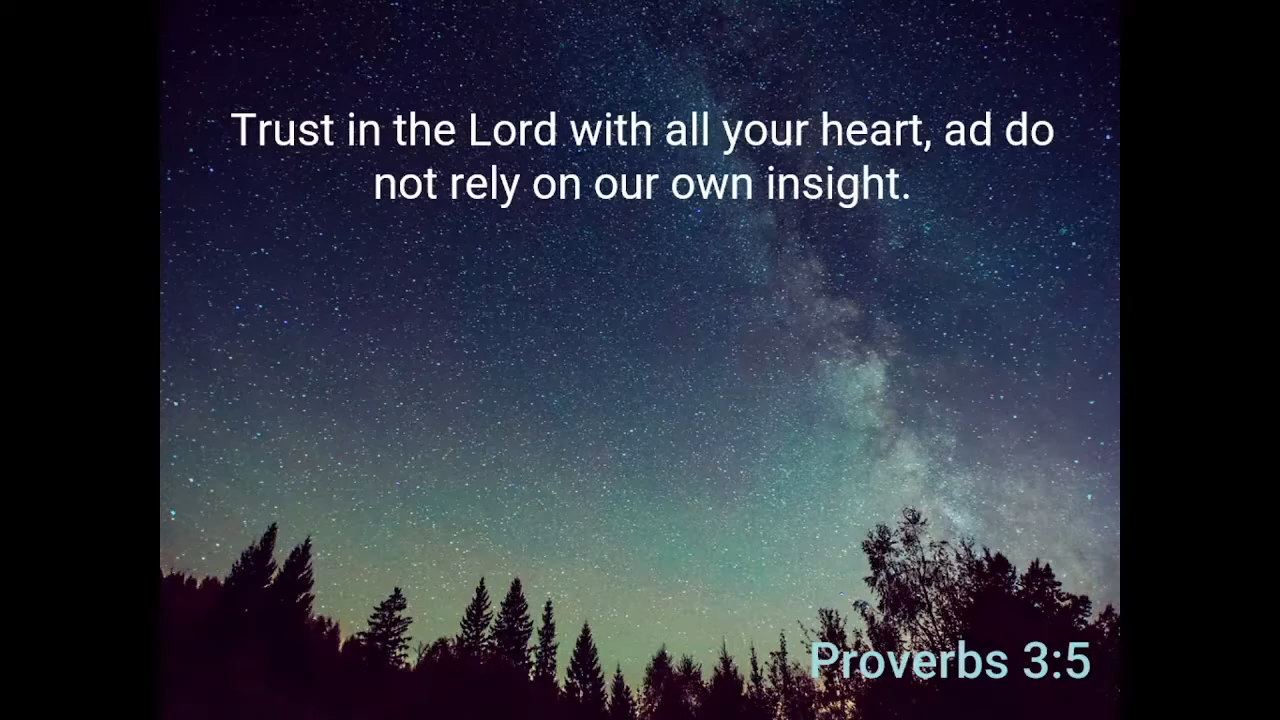 Trust in the Lord with all your heart, ad do
not rely on our own insight.
Proverbs 3:5